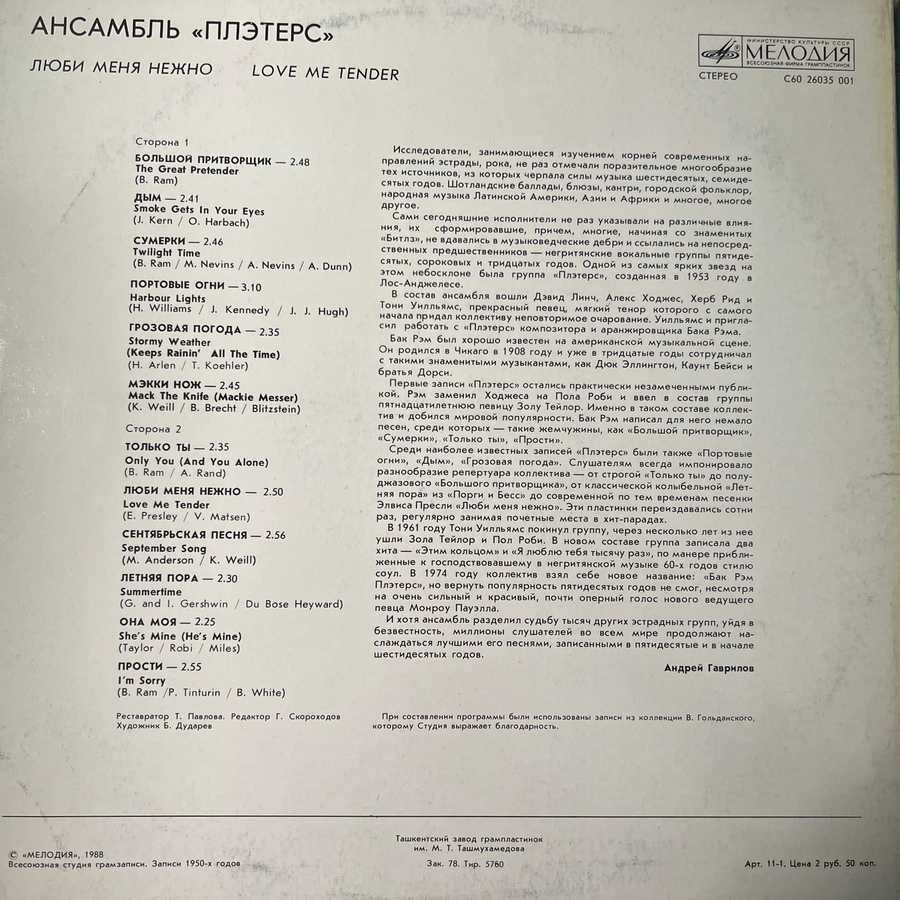 АНСАМБЛЬ «ПЛЭТЕРС»
ЛЮБИ МЕНЯ НЕЖНО LOVE ME TENDER
МИНИСТЕРСТВО КУЛЬТУРЫ СССР
МЕЛОДИЯ
ВСЕСОЮЗНАЯ ФИРМА ГРАМПЛАСТИНОК
СТЕРЕО С60 26035 001
Сторона 1
БОЛЬШОЙ ПРИТВОРЩИК — 2.48
The Great Pretender
(B. Ram)
ДЫМ — 2.41
Smoke Gets In Your Eyes
(J. Kern / O. Harbach)
СУМЕРКИ — 2.46
Twilight Time
(B. Ram / M. Nevins / A. Nevins / A. Dunn)
ПОРТОВЫЕ ОГНИ — 3.10
Harbour Lights
(H. Williams / J. Kennedy / J. J. Hugh)
ГРОЗОВАЯ ПОГОДА — 2.35
Stormy Weather
(Keeps Rainin' All The Time)
(H. Arlen / T. Koehler)
МЭККИ НОЖ — 2.45
Mack The Knife (Mackie Messer)
(K. Weill / B. Brecht / Blitzstein)
Сторона 2
ТОЛЬКО ТЫ — 2.35
Only You (And You Alone)
(B. Ram / A. Rand)
ЛЮБИ МЕНЯ НЕЖНО — 2.50
Love Me Tender
(E. Presley / V. Matsen)
СЕНТЯБРЬСКАЯ ПЕСНЯ — 2.56
September Song
(M. Anderson / K. Weill)
ЛЕТНЯЯ ПОРА — 2.30
Summertime
(G. and I. Gershwin / Du Bose Heyward)
ОНА МОЯ — 2.25
She's Mine (He's Mine)
(Taylor / Robi / Miles)
ПРОСТИ — 2.55
I'm Sorry
(B. Ram /P. Tinturin / B. White)
Реставратор Т. Павлова. Редактор Г. Скороходов
Художник Б. Дударев
Исследователи, занимающиеся изучением корней современных на-
правлений эстрады, рока, не раз отмечали поразительное многообразие
тех источников, из которых черпала силы музыка шестидесятых, семиде-
сятых годов. Шотландские баллады, блюзы, кантри, городской фольклор,
народная музыка Латинской Америки, Азии и Африки и многое, многое
другое.
Сами сегодняшние исполнители не раз указывали на различные влия-
ния, их сформировавшие, причем, многие, начиная со знаменитых
«Битлз», не вдавались в музыковедческие дебри и ссылались на непосред-
ственных предшественников — негритянские вокальные группы пятиде-
сятых, сороковых и тридцатых годов. Одной из самых ярких звезд на
этом небосклоне была группа «Плэтерс», созданная в 1953 году в
Лос-Анджелесе.
В состав ансамбля вошли Дэвид Линч, Алекс Ходжес, Херб Рид и
Тони Уилльямс, прекрасный певец, мягкий тенор которого с самого
начала придал коллективу неповторимое очарование. Уилльямс и пригла-
сил работать с «Плэтерс» композитора и аранжировщика Бака Рэма.
Бак Рэм был хорошо известен на американской музыкальной сцене.
Он родился в Чикаго в 1908 году и уже в тридцатые годы сотрудничал
с такими знаменитыми музыкантами, как Дюк Эллингтон, Каунт Бейси и
братья Дорси.
Первые записи «Плэтерс» остались практически незамеченными публи-
кой. Рэм заменил Ходжеса на Пола Роби и ввел в состав группы
пятнадцатилетнюю певицу Золу Тейлор. Именно в таком составе коллек-
тив и добился мировой популярности. Бак Рэм написал для него немало
песен, среди которых — такие жемчужины, как «Большой притворщик»,
«Сумерки», «Только ты», «Прости».
Среди наиболее известных записей «Плэтерс» были также «Портовые
огни», «Дым», «Грозовая погода». Слушателям всегда импонировало
разнообразие репертуара коллектива — от строгой «Только ты» до полу-
джазового «Большого притворщика», от классической колыбельной «Лет-
няя пора» из «Порги и Бесс» до современной по тем временам песенки
Элвиса Пресли «Люби меня нежно». Эти пластинки переиздавались сотни
раз, регулярно занимая почетные места в хит-парадах.
В 1961 году Тони Уилльямс покинул группу, через несколько лет из нее
ушли Зола Тейлор и Пол Роби. В новом составе группа записала два
хита — «Этим кольцом» и «Я люблю тебя тысячу раз», по манере прибли-
женные к господствовавшему в негритянской музыке 60-х годов стилю
соул. В 1974 году коллектив взял себе новое название: «Бак Рэм
Плэтерс», но вернуть популярность пятидесятых годов не смог, несмотря
на очень сильный и красивый, почти оперный голос нового ведущего
певца Монроу Пауэлла.
И хотя ансамбль разделил судьбу тысяч других эстрадных групп, уйдя в
безвестность, миллионы слушателей во всем мире продолжают на-
слаждаться лучшими его песнями, записанными в пятидесятые и в начале
шестидесятых годов.
Андрей Гаврилов
При составлении программы были использованы записи из коллекции В. Гольданского,
которому Студия выражает благодарность.
© «МЕЛОДИЯ», 1988
Всесоюзная студия грамзаписи. Записи 1950-х годов
Ташкентский завод грампластинок
им. М. Т. Ташмухамедова
Зак. 78. Тир. 5760
Арт. 11-1. Цена 2 руб. 50 коп.